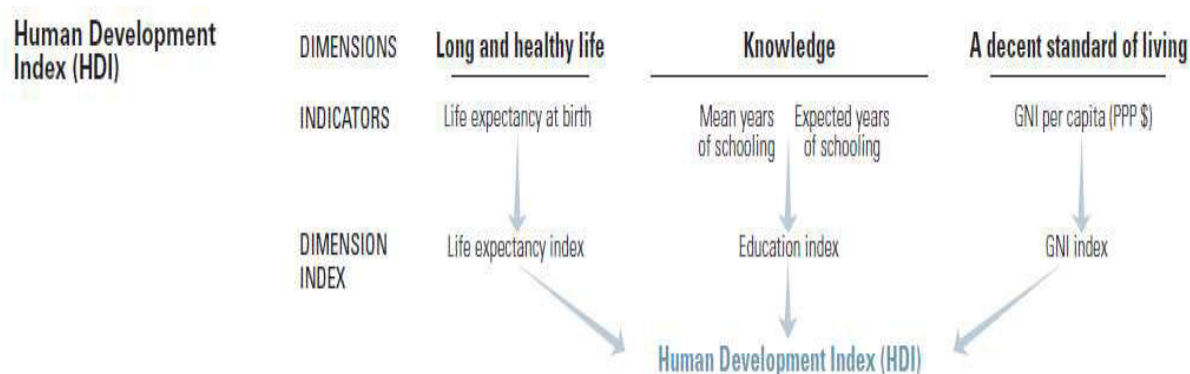 Human Development
Index (HDI)
DIMENSIONS Long and healthy life Knowledge A decent standard of living
INDICATORS Life expectancy at birth Mean years Expected years GNI per capita (PPP $)
of schooling of schooling
DIMENSION Life expectancy index Education index GNI index
INDEX
Human Development Index (HDI)